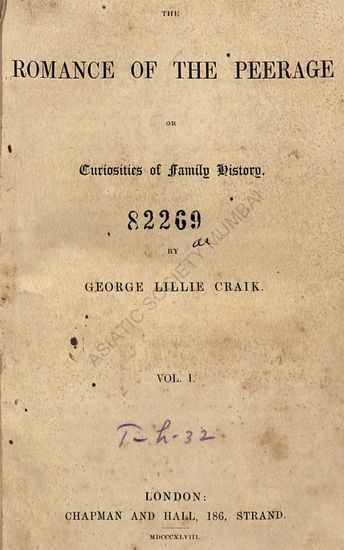 THE
ROMANCE OF THE PEERAGE
OR
Curiosities of Family History.
82269
BY
GEORGE LILLIE CRAIK.
ASIATIC SOCIETY MUMBAI
VOL. I.
T-h-32
LONDON:
CHAPMAN AND HALL, 186, STRAND.
MDCCCXLVIII.